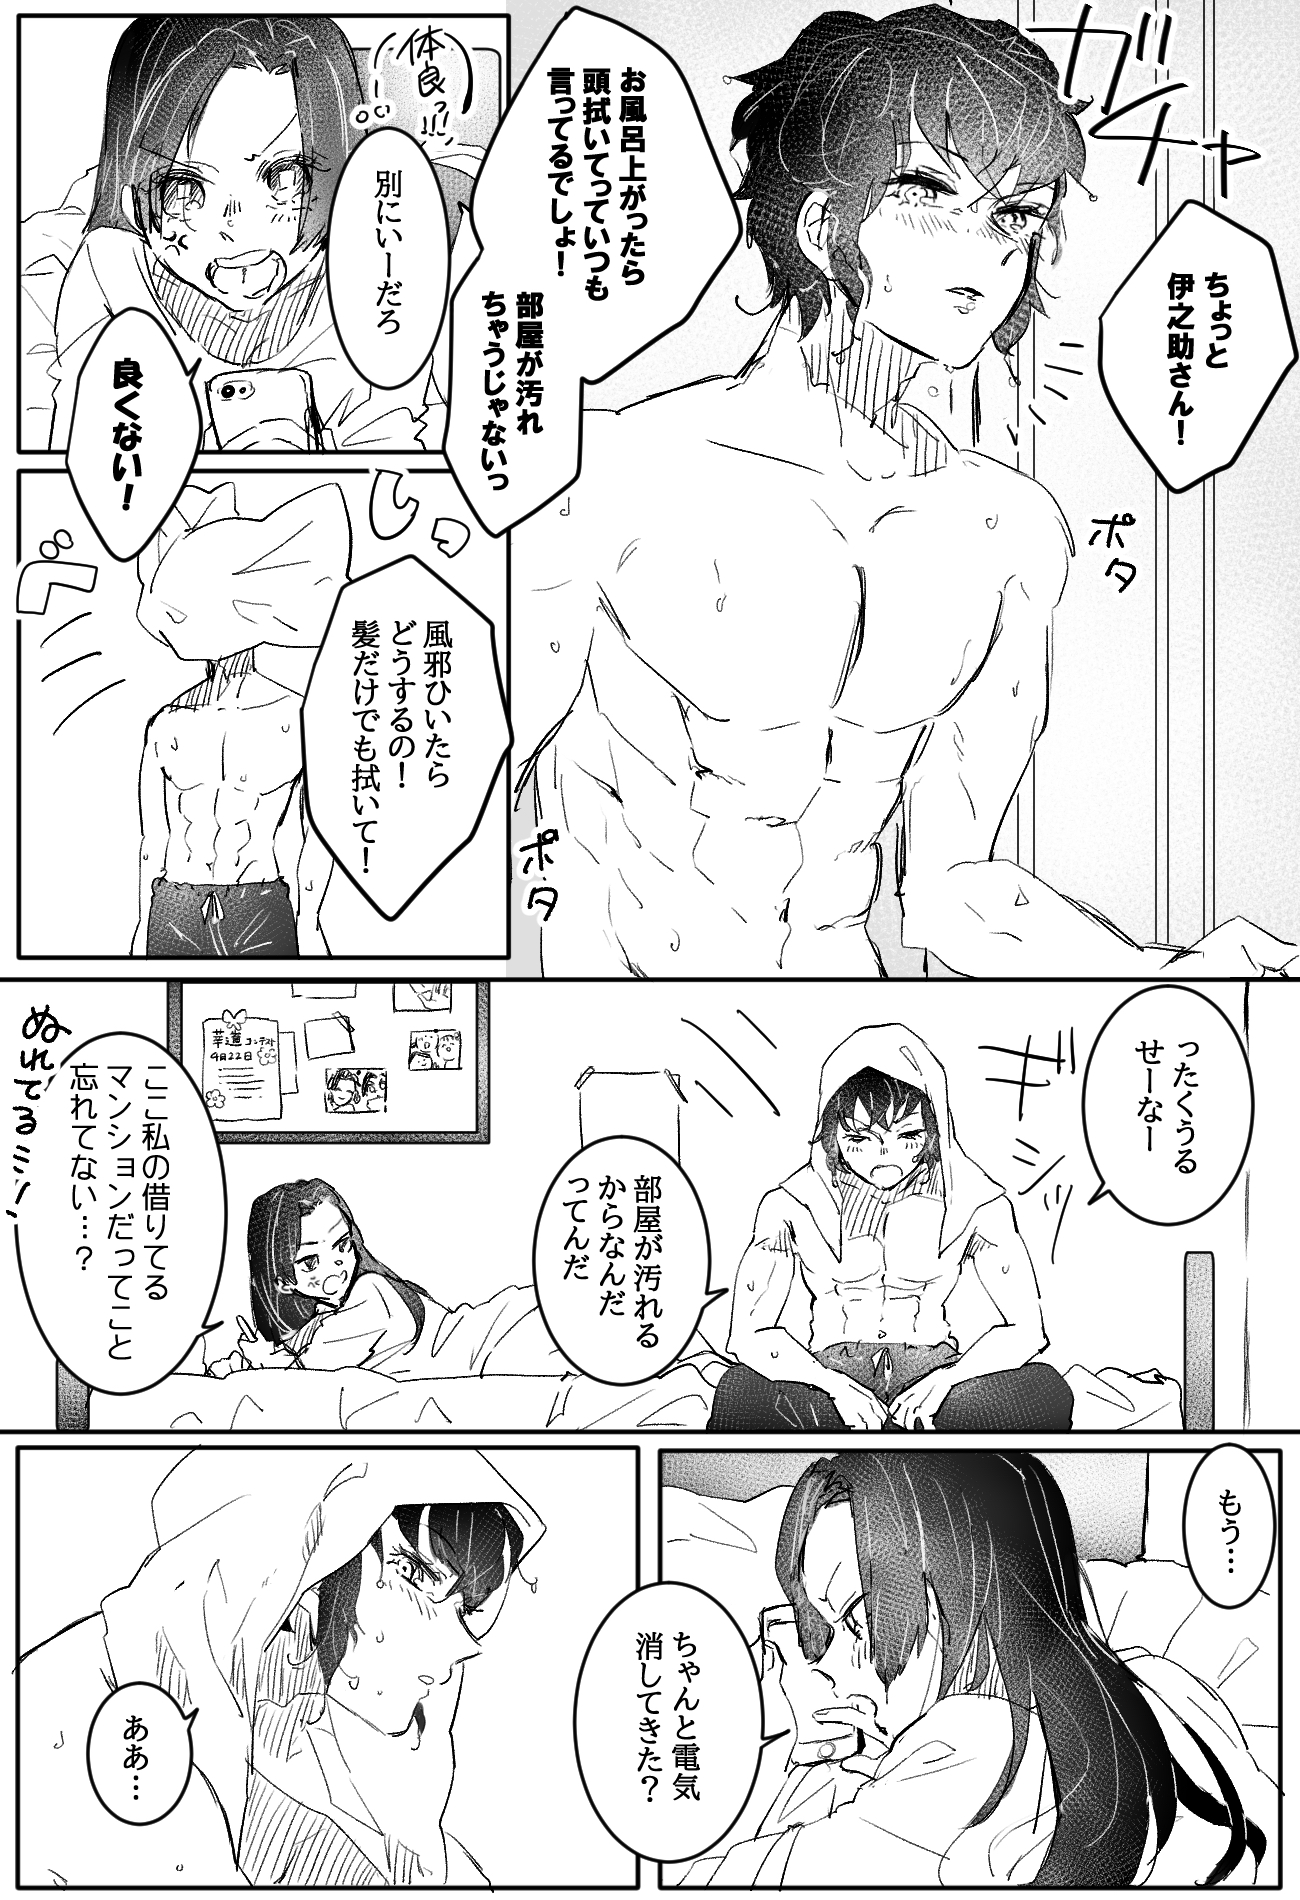 ガチャ
ちょっと
伊之助さん！
お風呂上がったら
頭拭いてっていつも
言ってるでしょ！
部屋が汚れ
ちゃうじゃないっ
ポタ
ポタ
体良っ!!!
別にいーだろ
良くない！
風邪ひいたら
どうするの！
髪だけでも拭いて！
ったくうる
せーなー
ギシッ
部屋が汚れる
からなんだ
ってんだ
華道コンテスト
4月22日
ここ私の借りてる
マンションだってこと
忘れてない…？
ぬれてるミノ
もう…
ちゃんと電気
消してきた？
ああ…